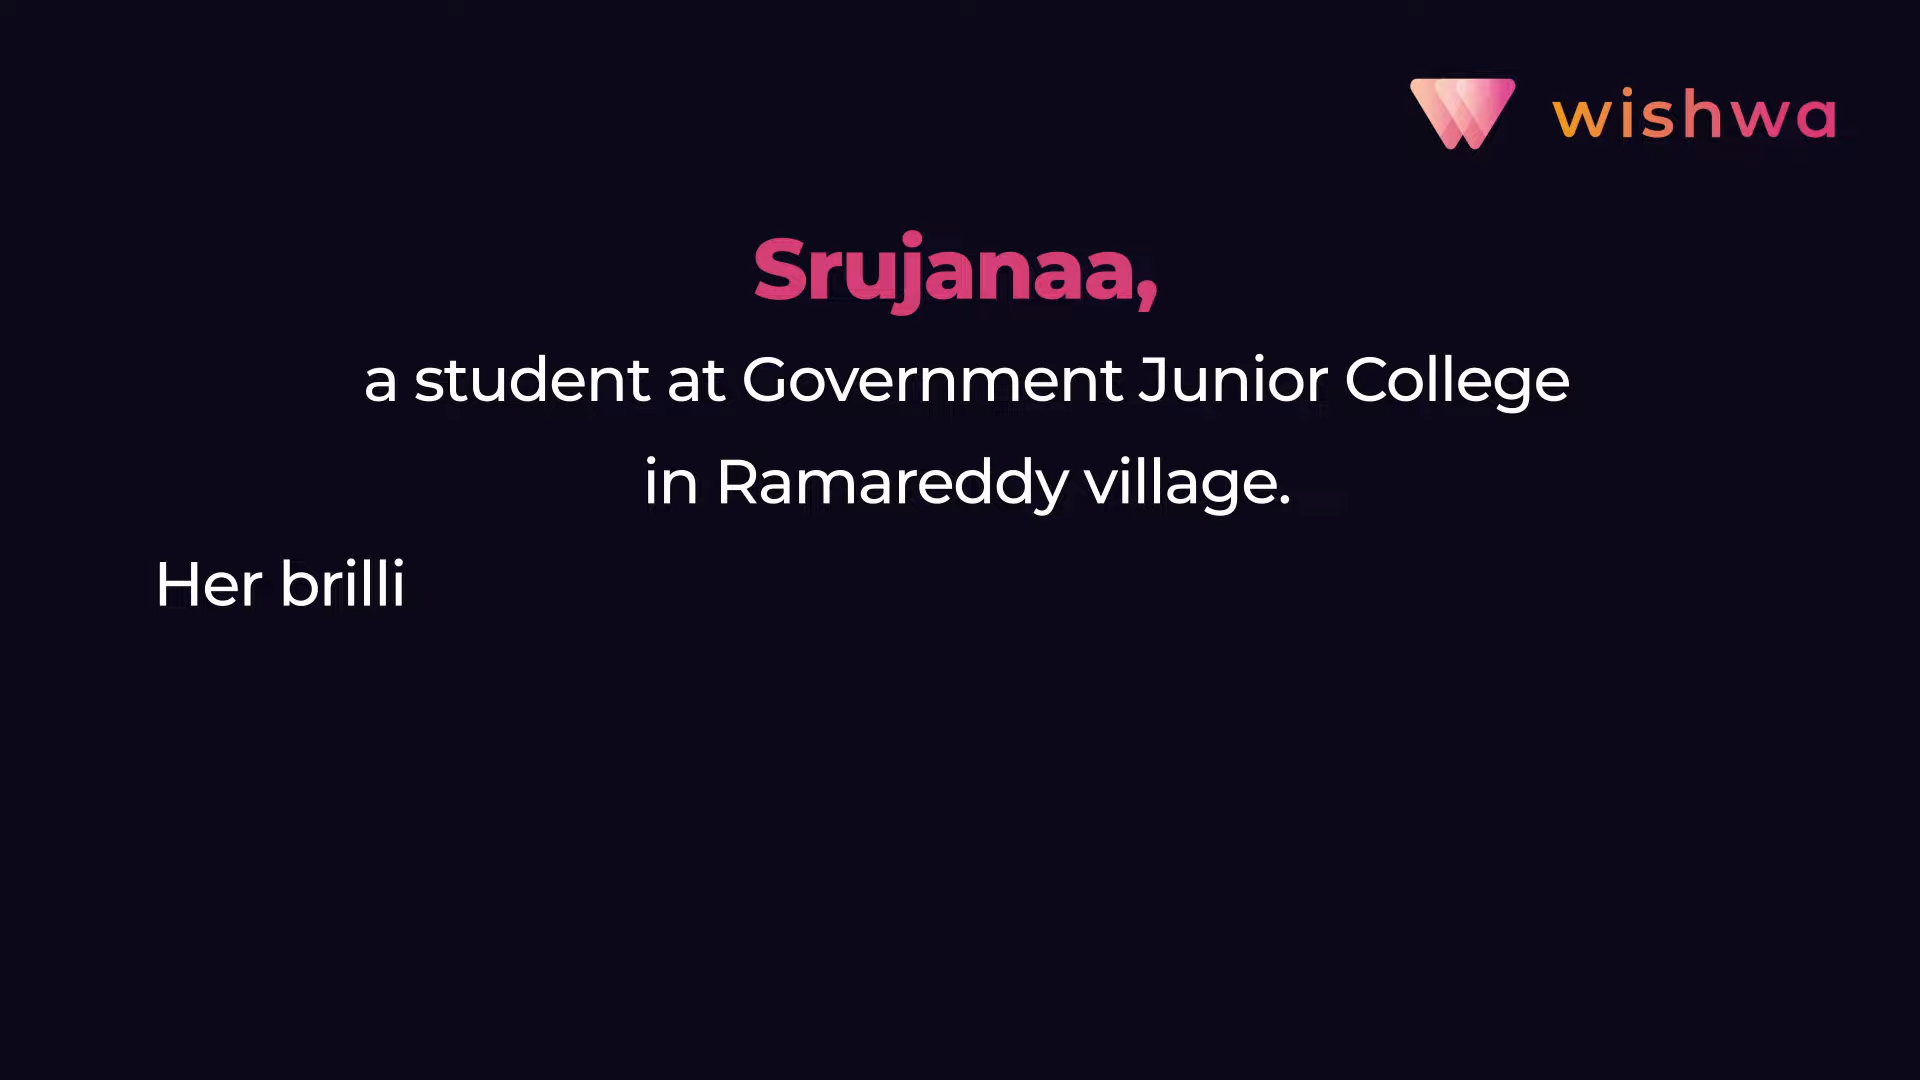 wishwa
Srujanaa,
a student at Government Junior College
in Ramareddy village.
Her brilli